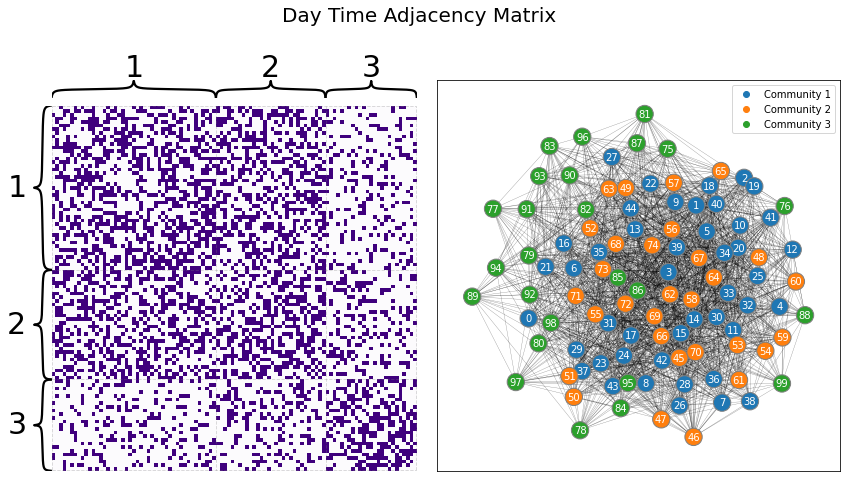 Day Time Adjacency Matrix
1 2 3
1
2
3
Community 1
Community 2
Community 3
81
83 96 87 75
27
93 90 63 49 22 57 18 65 2 19
77 91 82 44 9 1 40 76
52 13 56 5 10 41
16 35 68 74 39 34 20 12
94 79 21 6 73 85 3 67 64 25 48 60
89 92 71 72 86 62 58 33 32 4
0 98 55 31 69 14 30 88
80 17 66 15 11 59
29 24 42 45 70 53 54
97 51 37 23 43 95 8 28 36 61 99
50 84 26 7 38
78 47 46